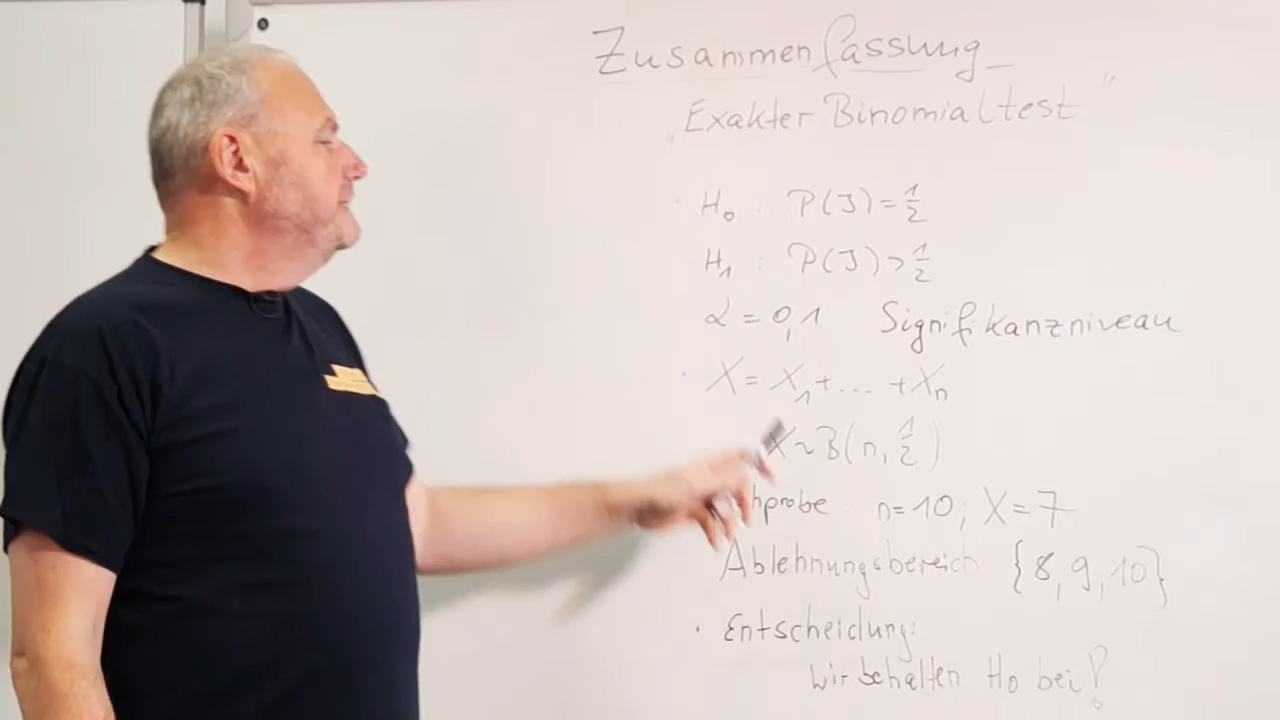 Zusammenfassung
„Exakter Binomialtest"
· H₀ : P(J) = 1/2
H₁ : P(J) > 1/2
α = 0,1 Signifikanzniveau
· X = X₁ + ... + Xₙ
X ~ B(n, 1/2)
hprobe n = 10; X = 7
Ablehnungsbereich {8, 9, 10}
· Entscheidung:
wir behalten H₀ bei!